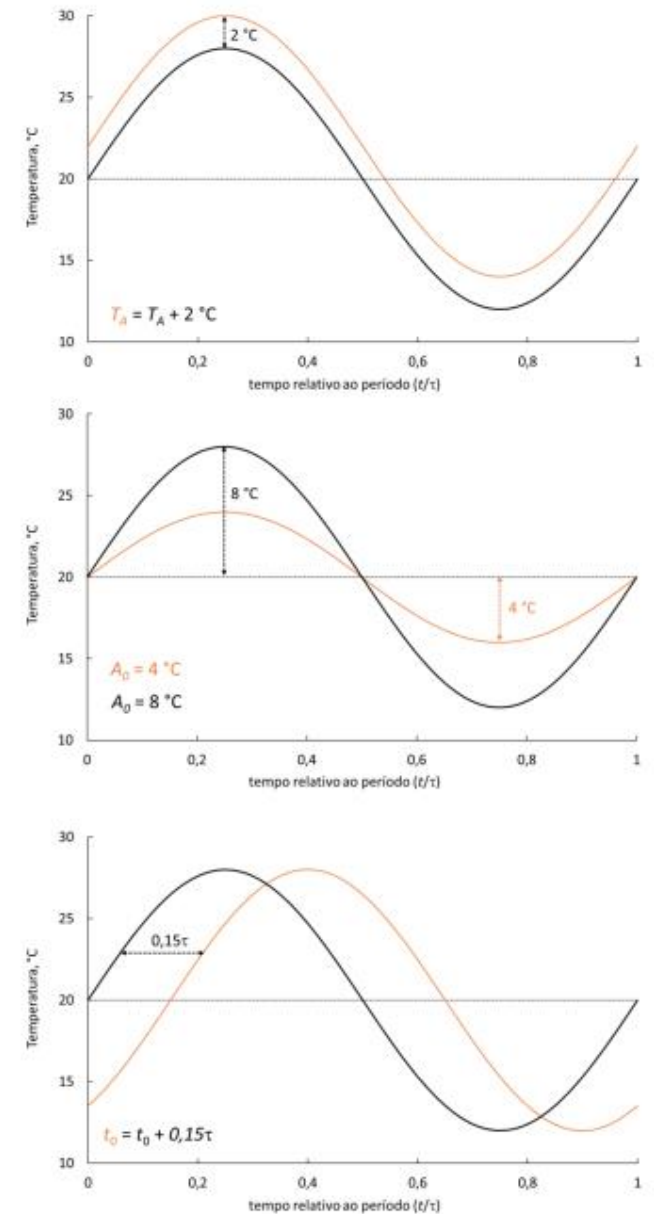 30
2 °C
25
Temperatura, °C
20
15
T_A = T_A + 2 °C
10
0 0,2 0,4 0,6 0,8 1
tempo relativo ao período (t/τ)
30
25
8 °C
Temperatura, °C
20
4 °C
15
A_0 = 4 °C
A_0 = 8 °C
10
0 0,2 0,4 0,6 0,8 1
tempo relativo ao período (t/τ)
30
25
0,15τ
Temperatura, °C
20
15
t_0 = t_0 + 0,15τ
10
0 0,2 0,4 0,6 0,8 1
tempo relativo ao período (t/τ)